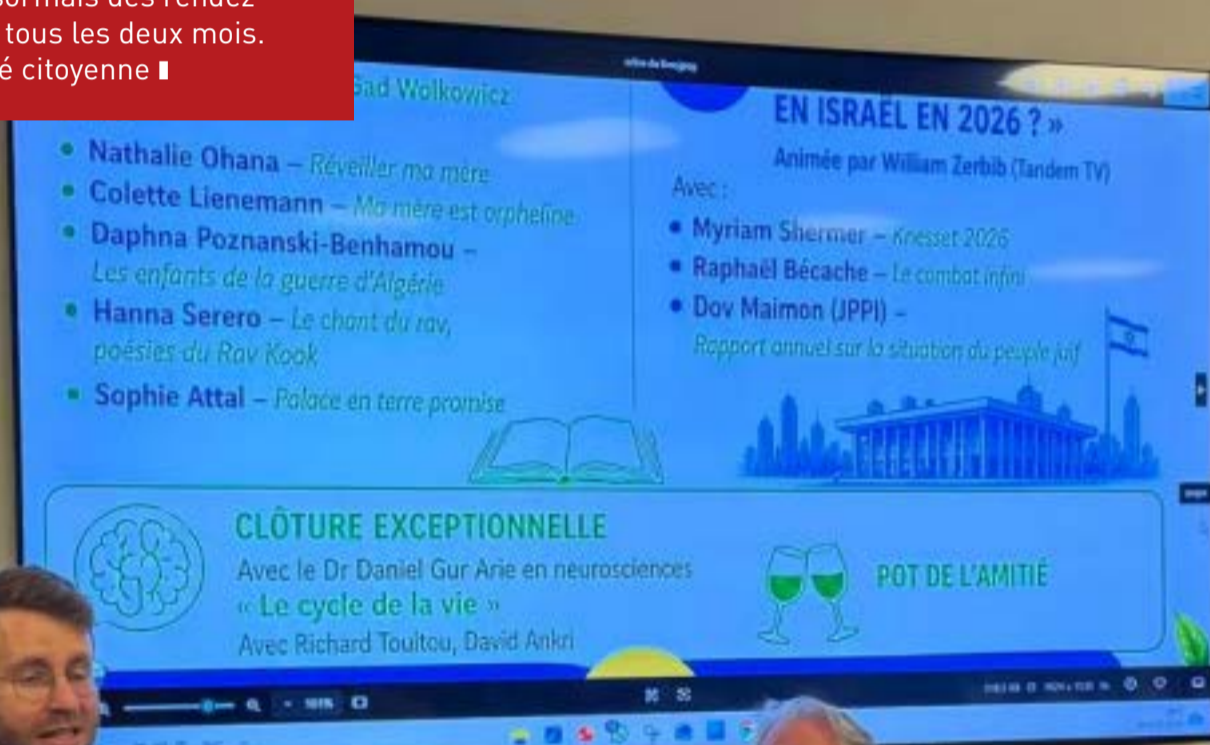 tous les deux mois.
é citoyenne
Gad Wolkowicz
• Nathalie Ohana – Réveiller ma mère
• Colette Lienemann – Ma mère est orpheline
• Daphna Poznanski-Benhamou –
Les enfants de la guerre d'Algérie
• Hanna Serero – Le chant du rav,
poésies du Rav Kook
• Sophie Attal – Palace en terre promise
EN ISRAËL EN 2026 ? »
Animée par William Zerbib (Tandem TV)
Avec :
• Myriam Shermer – Knesset 2026
• Raphaël Bécache – Le combat infini
• Dov Maimon (JPPI) –
Rapport annuel sur la situation du peuple juif
CLÔTURE EXCEPTIONNELLE
Avec le Dr Daniel Gur Arie en neurosciences
« Le cycle de la vie »
Avec Richard Touitou, David Ankri
POT DE L'AMITIÉ